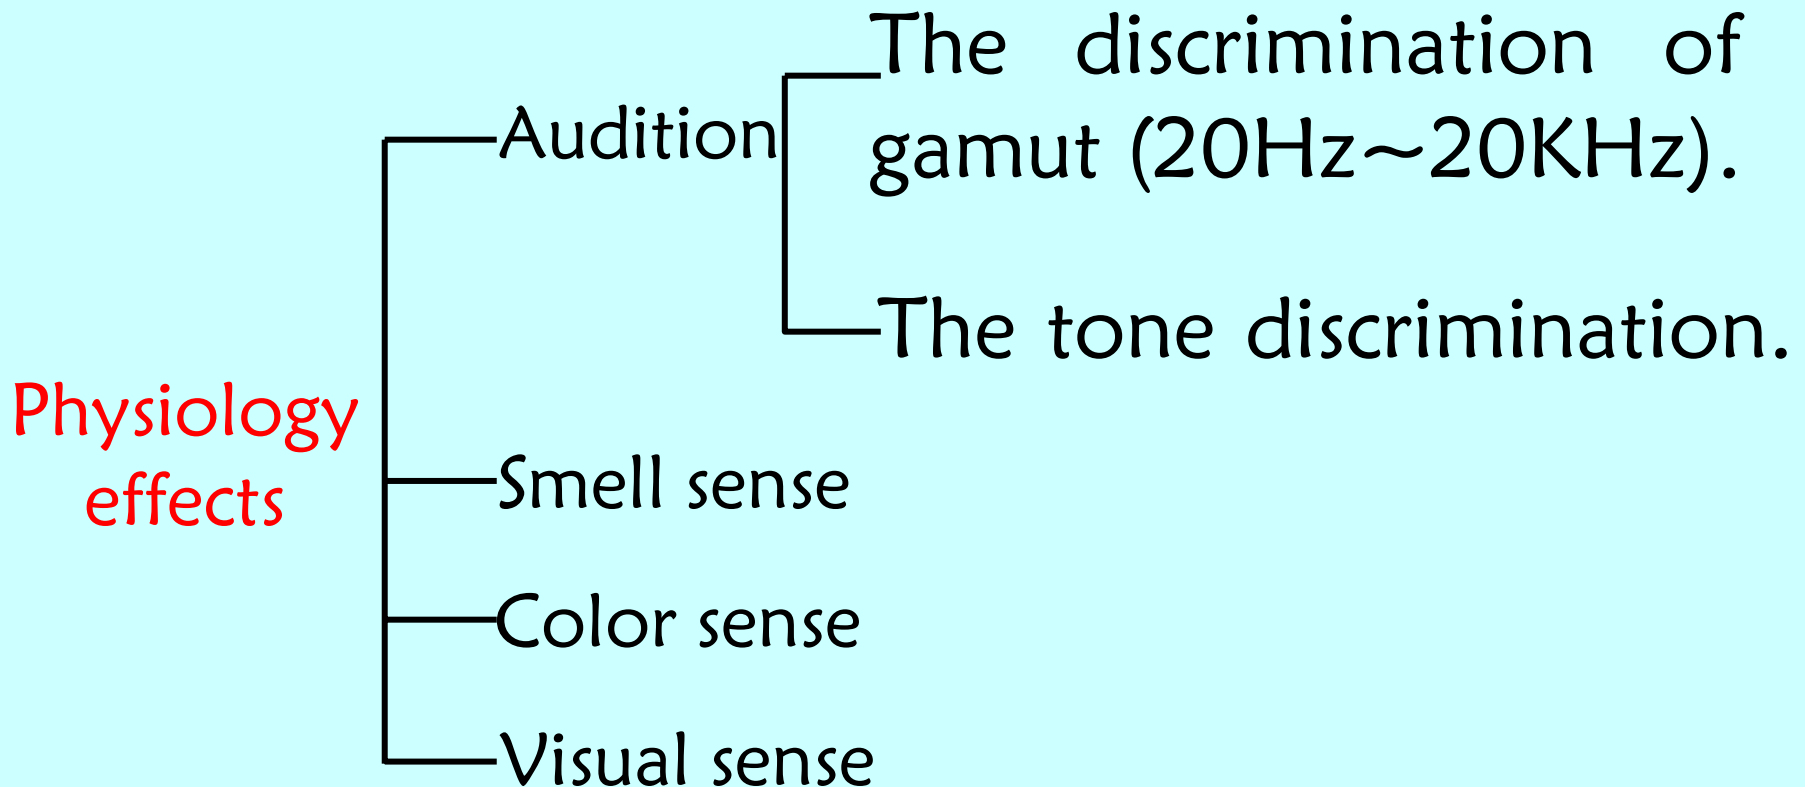 The discrimination of
gamut (20Hz~20KHz).
Audition
The tone discrimination.
Physiology
effects
Smell sense
Color sense
Visual sense